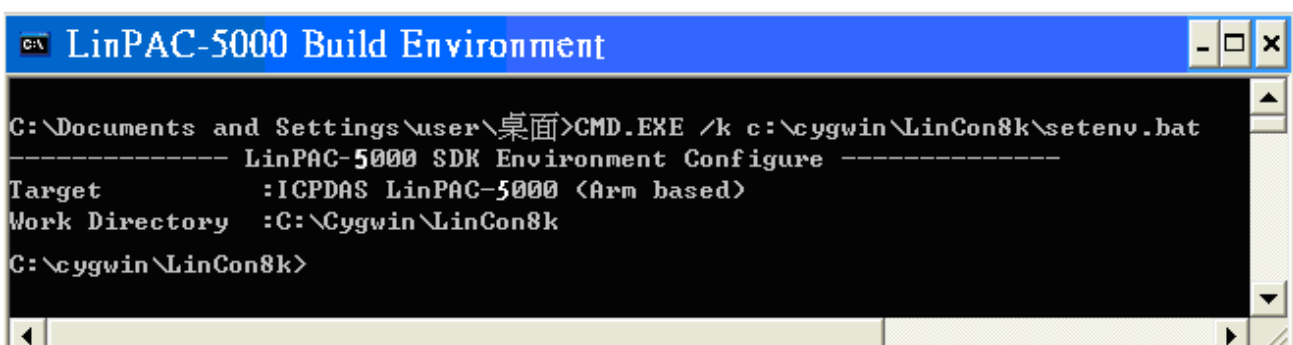 LinPAC-5000 Build Environment
C:\Documents and Settings\user\桌面>CMD.EXE /k c:\cygwin\LinCon8k\setenv.bat
-------------- LinPAC-5000 SDK Environment Configure --------------
Target :ICPDAS LinPAC-5000 (Arm based)
Work Directory :C:\Cygwin\LinCon8k
C:\cygwin\LinCon8k>